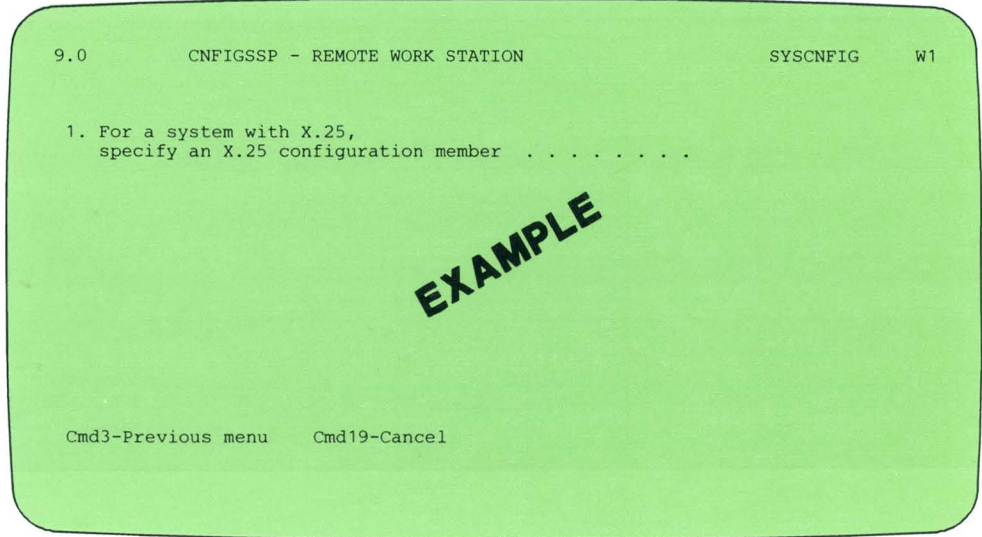 9.0 CNFIGSSP - REMOTE WORK STATION SYSCNFIG W1
1. For a system with X.25,
specify an X.25 configuration member . . . . . . . .
EXAMPLE
Cmd3-Previous menu Cmd19-Cancel